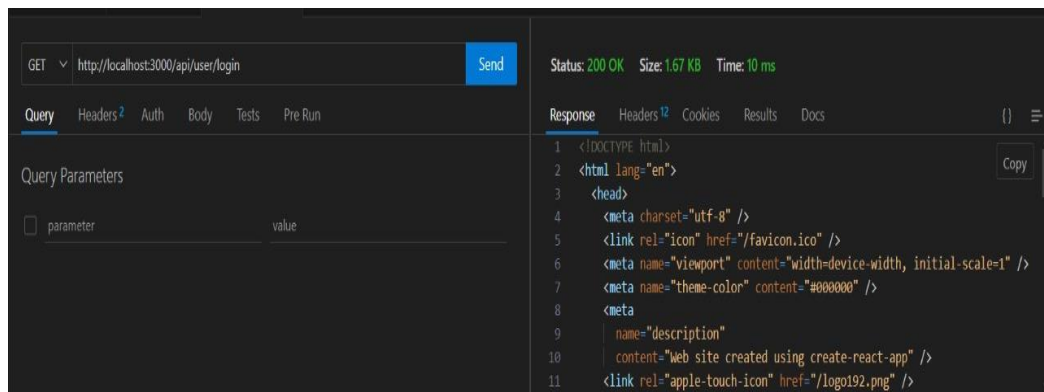 GET http://localhost:3000/api/user/login Send
Query Headers 2 Auth Body Tests Pre Run
Query Parameters
parameter value
Status: 200 OK Size: 1.67 KB Time: 10 ms
Response Headers 12 Cookies Results Docs {}
Copy
1 <!DOCTYPE html>
2 <html lang="en">
3 <head>
4 <meta charset="utf-8" />
5 <link rel="icon" href="/favicon.ico" />
6 <meta name="viewport" content="width=device-width, initial-scale=1" />
7 <meta name="theme-color" content="#000000" />
8 <meta
9 name="description"
10 content="Web site created using create-react-app" />
11 <link rel="apple-touch-icon" href="/logo192.png" />